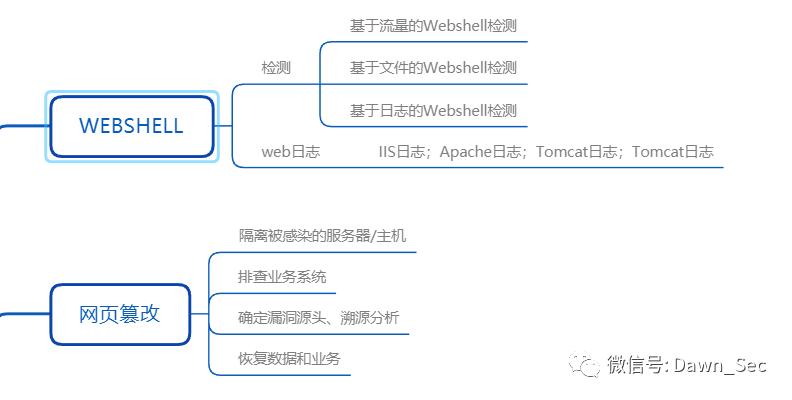 基于流量的Webshell检测
检测
基于文件的Webshell检测
WEBSHELL
基于日志的Webshell检测
web日志 IIS日志；Apache日志；Tomcat日志；Tomcat日志
隔离被感染的服务器/主机
排查业务系统
网页篡改
确定漏洞源头、溯源分析
恢复数据和业务
微信号: Dawn_Sec